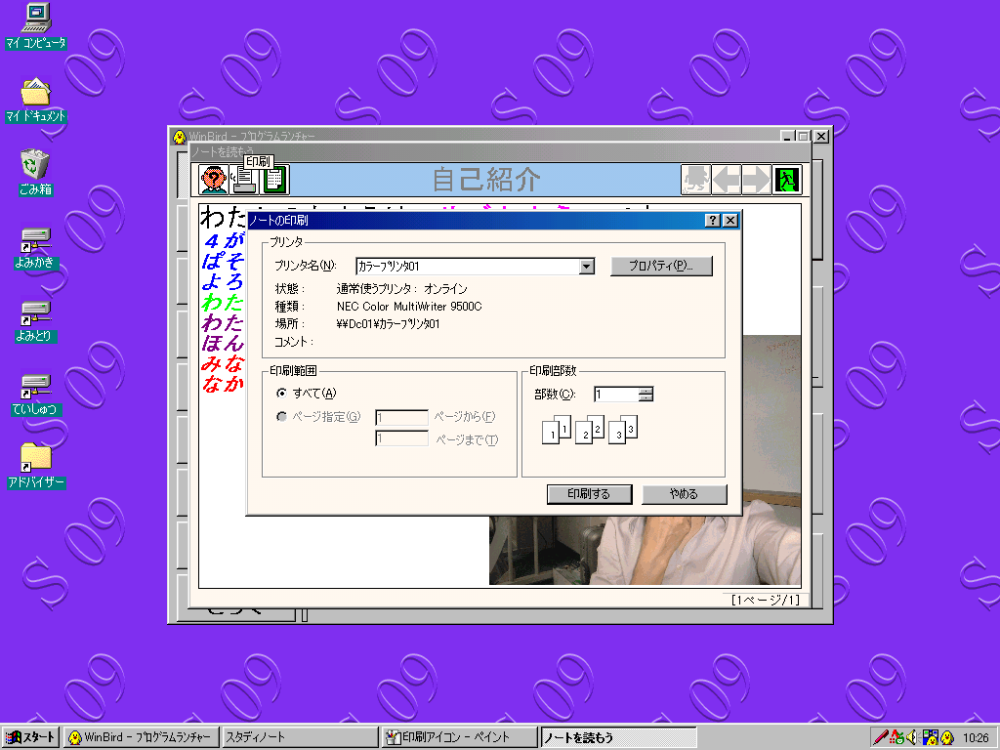 マイ コンピュータ
マイ ドキュメント
ごみ箱
よみかき
よみとり
ていしゅつ
アドバイザー
S 09
WinBird - プログラムランチャー
ノートを読もう
印刷
自己紹介
わた
4が
ぱそ
よろ
わた
わた
ほん
みな
なか
ノートの印刷
プリンタ
プリンタ名(N):
カラープリンタ01
プロパティ(P)...
状態:
通常使うプリンタ: オンライン
種類:
NEC Color MultiWriter 9500C
場所:
¥¥Dc01¥カラープリンタ01
コメント:
印刷範囲
すべて(A)
ページ指定(G)
1
ページから(F)
1
ページまで(T)
印刷部数
部数(C):
1
1 1 2 2 3 3
印刷する
やめる
[1ページ/1]
スタート
WinBird - プログラムランチャー
スタディノート
印刷アイコン - ペイント
ノートを読もう
10:26